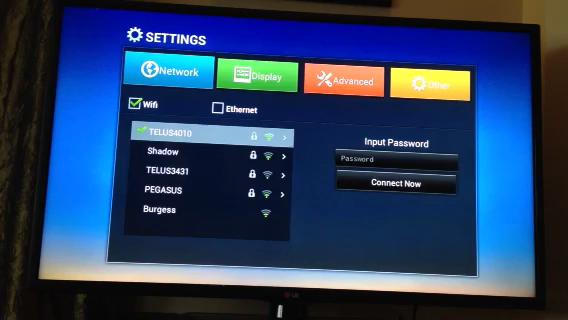 SETTINGS
Network
Display
Advanced
Other
Wifi
Ethernet
TELUS4010
Shadow
TELUS3431
PEGASUS
Burgess
Input Password
Password
Connect Now
LG